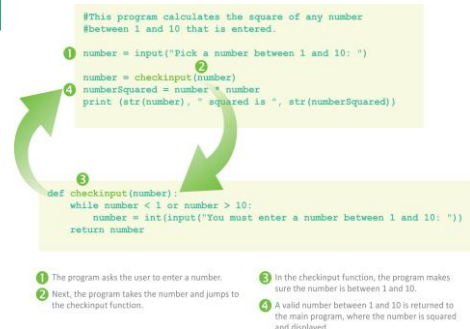 #This program calculates the square of any number
#between 1 and 10 that is entered.
1 number = input("Pick a number between 1 and 10: ")
2
number = checkinput(number)
4 numberSquared = number * number
print (str(number), " squared is ", str(numberSquared))
3
def checkinput(number):
while number < 1 or number > 10:
number = int(input("You must enter a number between 1 and 10: "))
return number
1 The program asks the user to enter a number.
2 Next, the program takes the number and jumps to
the checkinput function.
3 In the checkinput function, the program makes
sure the number is between 1 and 10.
4 A valid number between 1 and 10 is returned to
the main program, where the number is squared
and displayed.